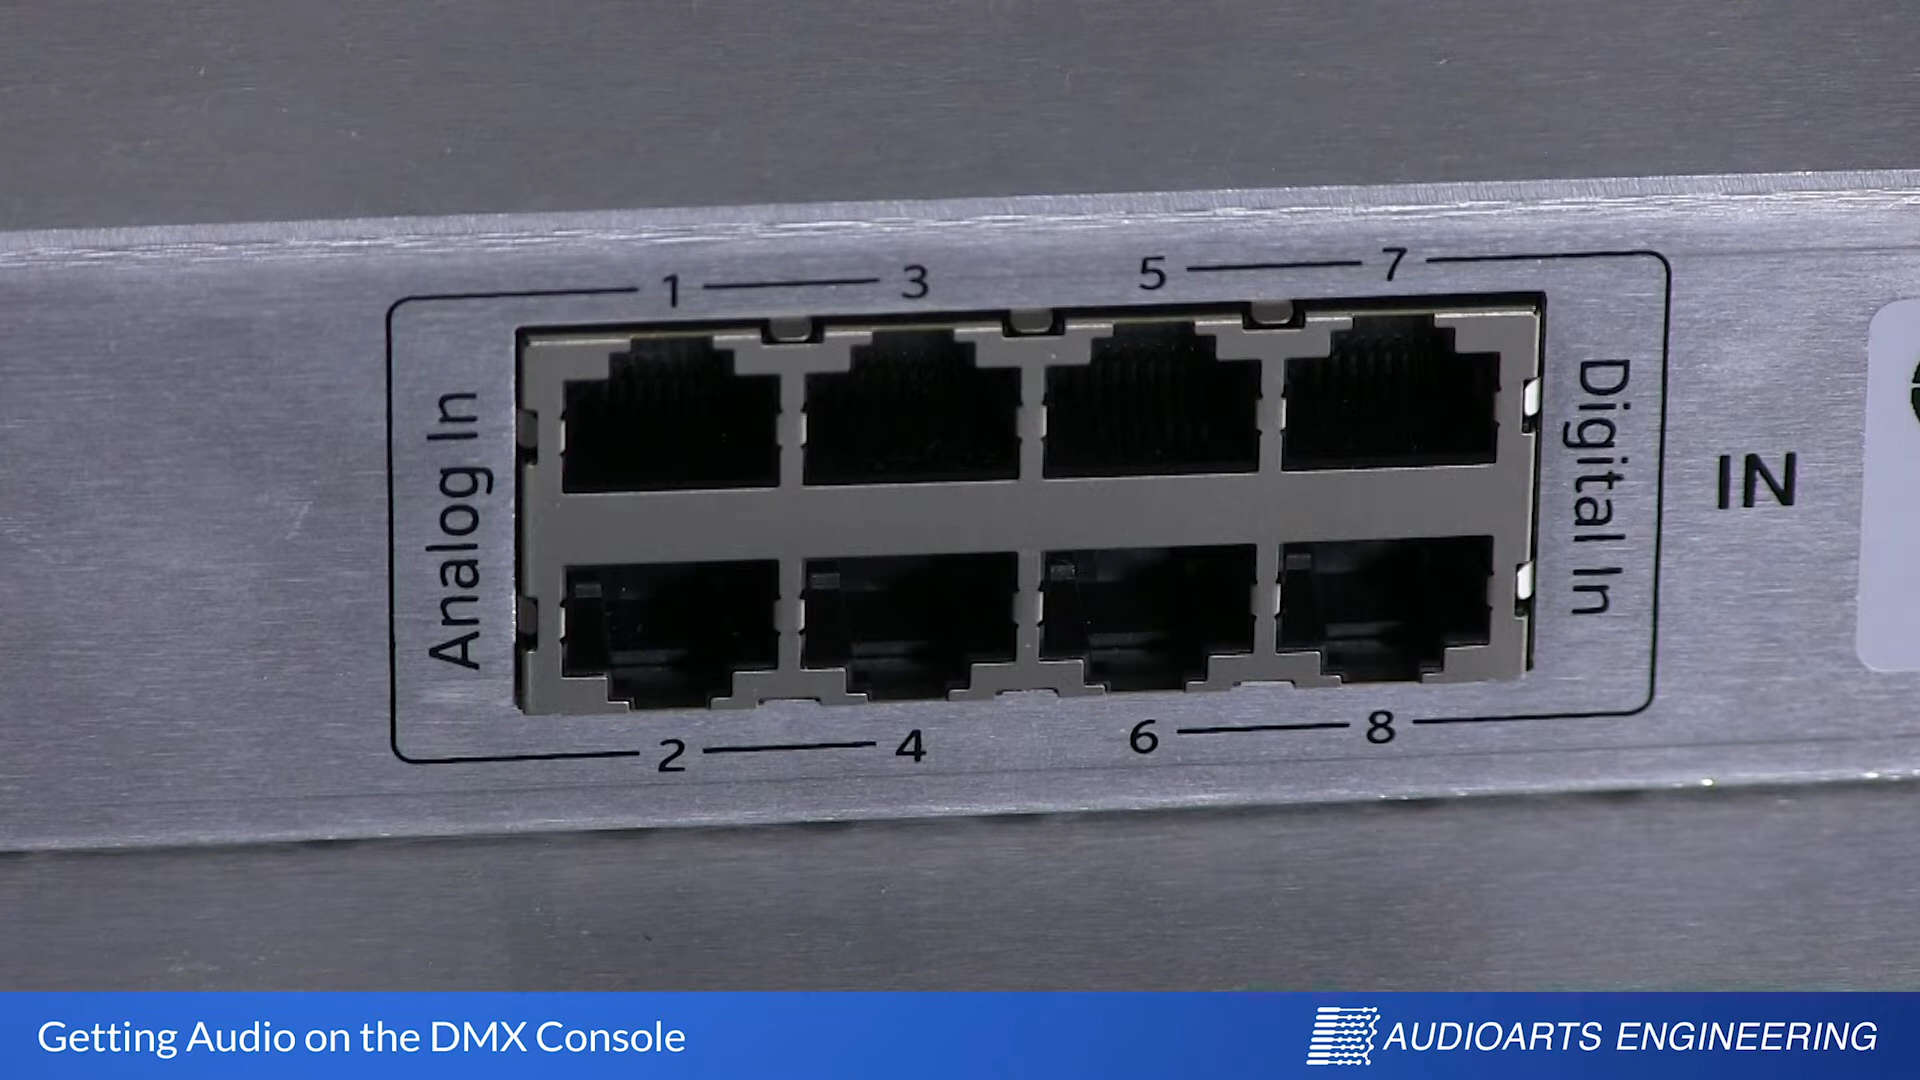 1 3 5 7
Analog In
Digital In
IN
2 4 6 8
Getting Audio on the DMX Console
AUDIOARTS ENGINEERING